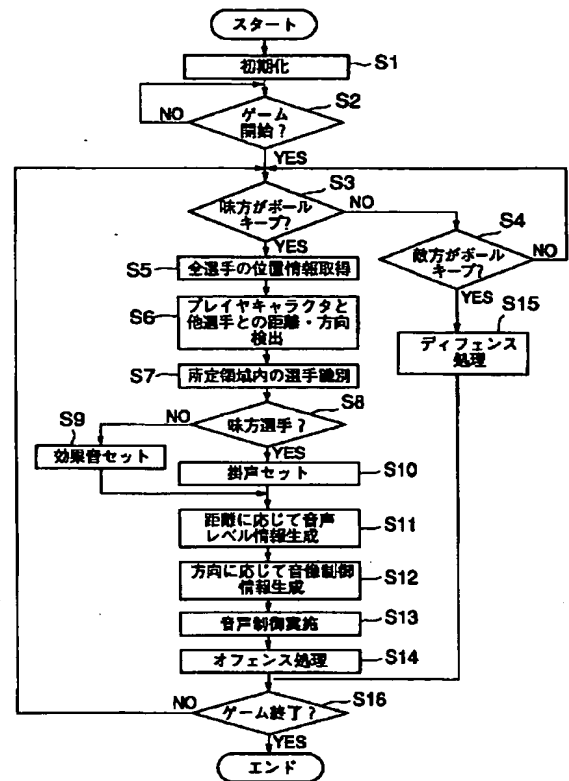 スタート
初期化
S1
S2
ゲーム
開始?
NO
YES
S3
味方がボール
キープ?
NO
YES
S4
敵方がボール
キープ?
NO
YES
S5
全選手の位置情報取得
S6
プレイヤキャラクタと
他選手との距離・方向
検出
S15
ディフェンス
処理
S7
所定領域内の選手識別
S8
味方選手?
NO
YES
S9
効果音セット
掛声セット
S10
距離に応じて音声
レベル情報生成
S11
方向に応じて音像制御
情報生成
S12
音声制御実施
S13
オフェンス処理
S14
S16
ゲーム終了?
NO
YES
エンド